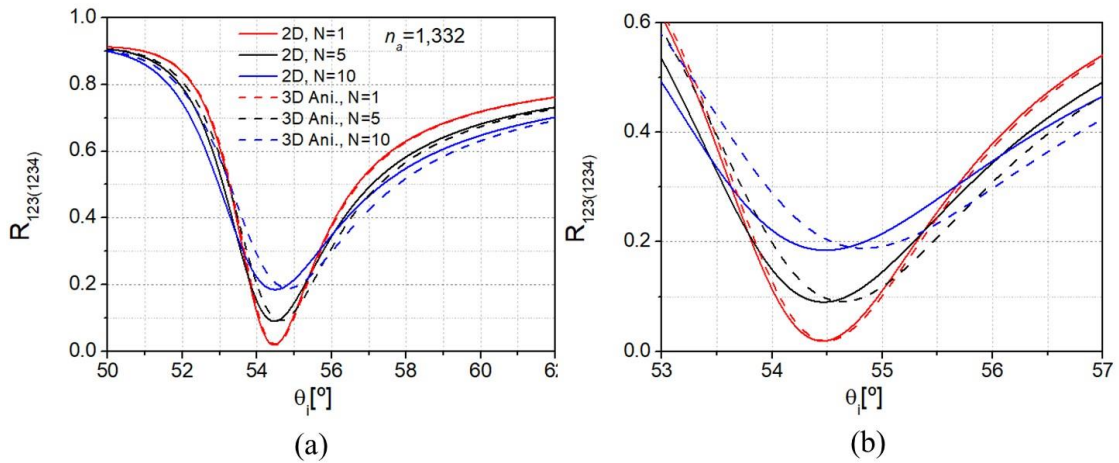 1.0
0.8
0.6
0.4
0.2
0.0
R123(1234)
2D, N=1
2D, N=5
2D, N=10
3D Ani., N=1
3D Ani., N=5
3D Ani., N=10
na=1,332
50 52 54 56 58 60 62
θi[º]
(a)
0.6
0.4
0.2
0.0
R123(1234)
53 54 55 56 57
θi[º]
(b)